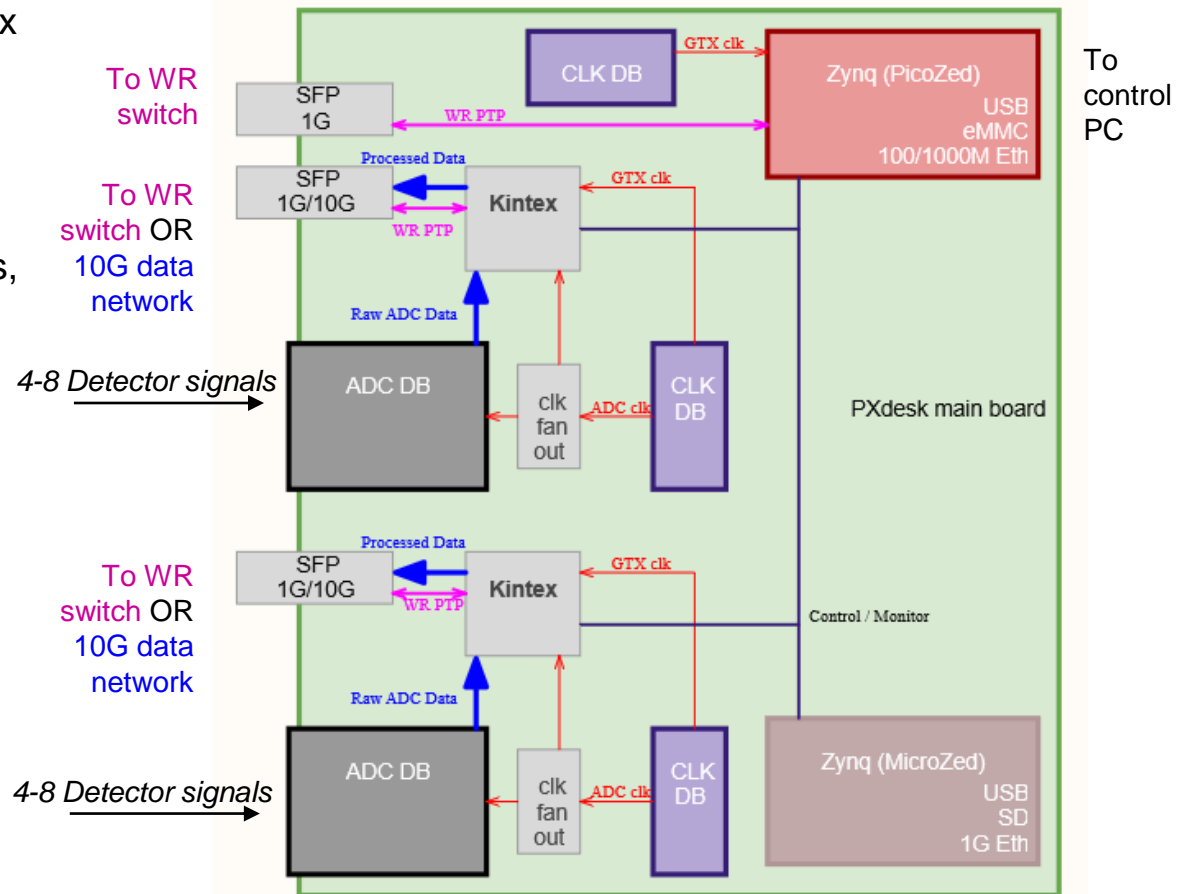 x
s,
To WR
switch
SFP
1G
WR PTP
CLK DB
GTX clk
Zynq (PicoZed)
USB
eMMC
100/1000M Eth
To
control
PC
To WR
switch OR
10G data
network
SFP
1G/10G
Processed Data
WR PTP
Kintex
GTX clk
Raw ADC Data
4-8 Detector signals
ADC DB
clk
fan
out
ADC clk
CLK
DB
PXdesk main board
To WR
switch OR
10G data
network
SFP
1G/10G
Processed Data
WR PTP
Kintex
GTX clk
Control / Monitor
Raw ADC Data
4-8 Detector signals
ADC DB
clk
fan
out
ADC clk
CLK
DB
Zynq (MicroZed)
USB
SD
1G Eth